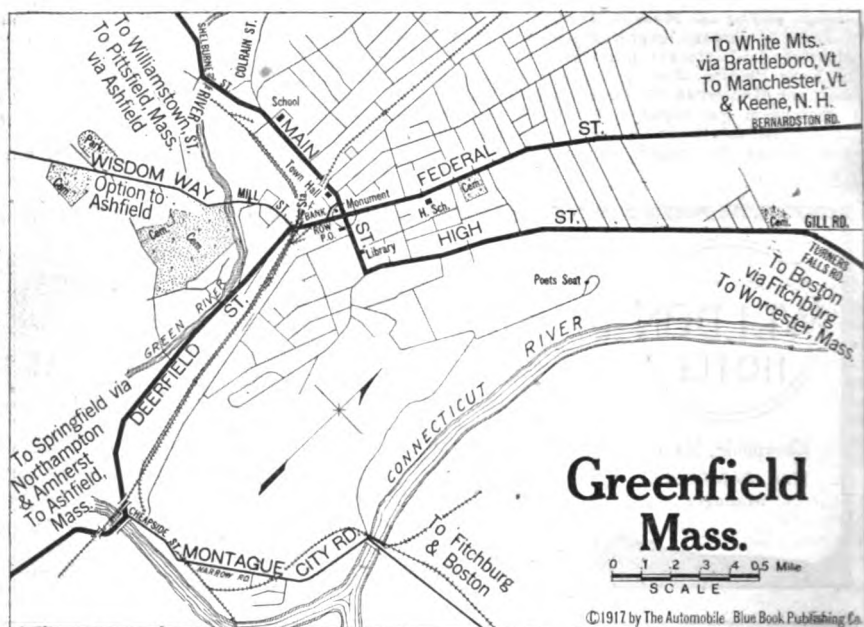 To Williamstown,
To Pittsfield, Mass.
via Ashfield
SHELBURNE
ST.
COLRAIN ST.
RIVER ST.
School
MAIN
ST.
To White Mts.
via Brattleboro, Vt.
To Manchester, Vt.
& Keene, N. H.
BERNARDSTON RD.
Park
Cem.
WISDOM WAY
Option to
Ashfield
MILL ST
Cem.
Cem.
Town Hall
Sta.
BANK
ROW
P.O.
Monument
FEDERAL ST.
Cem.
H. Sch.
Library
HIGH ST.
Cem.
GILL RD.
TURNERS
FALLS RD.
To Boston
via Fitchburg
To Worcester, Mass.
Poets Seat
GREEN RIVER
DEERFIELD ST.
CONNECTICUT RIVER
To Springfield via
Northampton
& Amherst
To Ashfield,
Mass.
CHEAPSIDE ST.
MONTAGUE CITY RD.
NARROW RD.
To Fitchburg
& Boston
Greenfield
Mass.
0 .1 .2 .3 .4 0.5 Mile
SCALE
©1917 by The Automobile Blue Book Publishing Co.